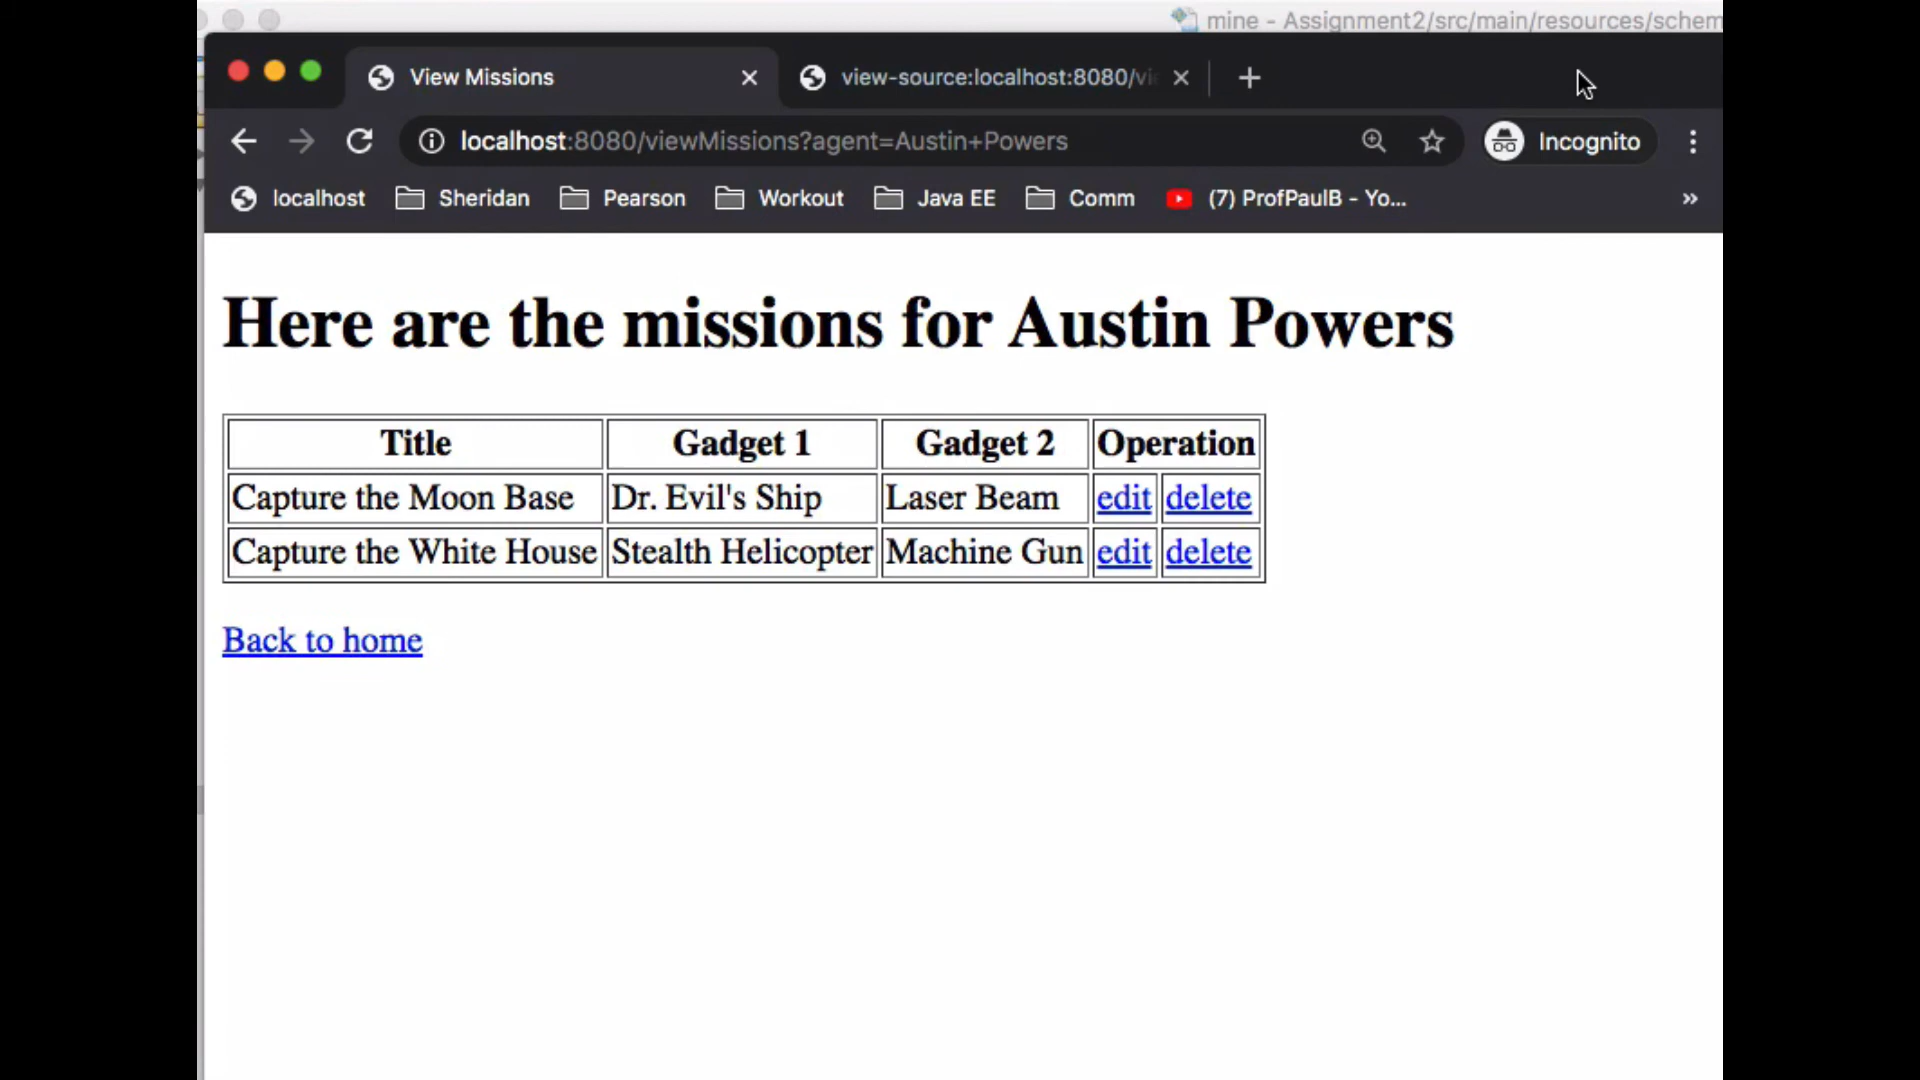 mine - Assignment2/src/main/resources/schem
View Missions
view-source:localhost:8080/vi
localhost:8080/viewMissions?agent=Austin+Powers
Incognito
localhost
Sheridan
Pearson
Workout
Java EE
Comm
(7) ProfPaulB - Yo...
Here are the missions for Austin Powers
Title Gadget 1 Gadget 2 Operation
Capture the Moon Base Dr. Evil's Ship Laser Beam edit delete
Capture the White House Stealth Helicopter Machine Gun edit delete
Back to home